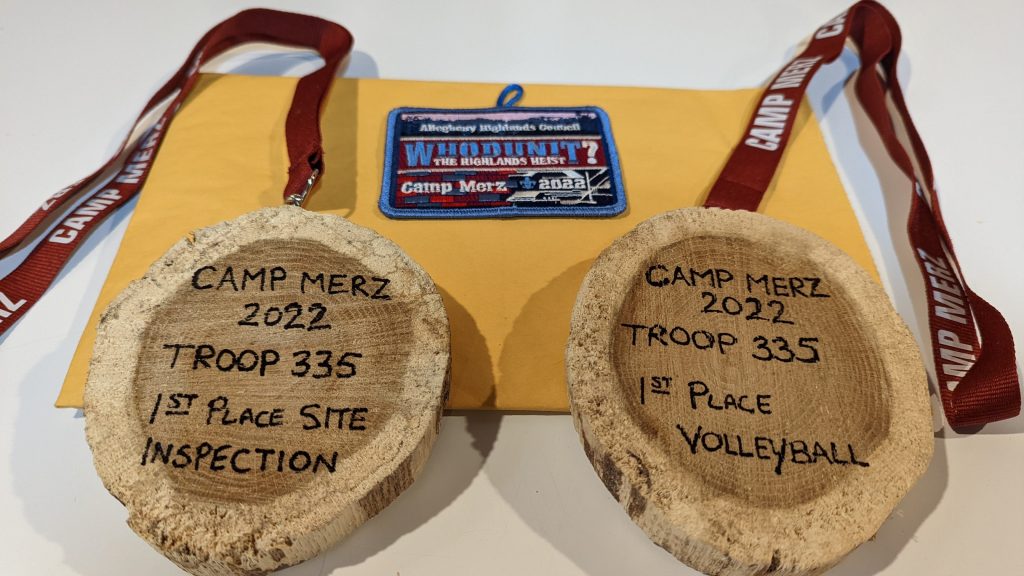 CAMP MERZ
CAMP MERZ
Allegheny Highlands Council
WHODUNIT?
THE HIGHLANDS HEIST
Camp Merz 2022
CAMP MERZ
2022
TROOP 335
1ST PLACE SITE
INSPECTION
CAMP MERZ
2022
TROOP 335
1ST PLACE
VOLLEYBALL
CAMP MERZ